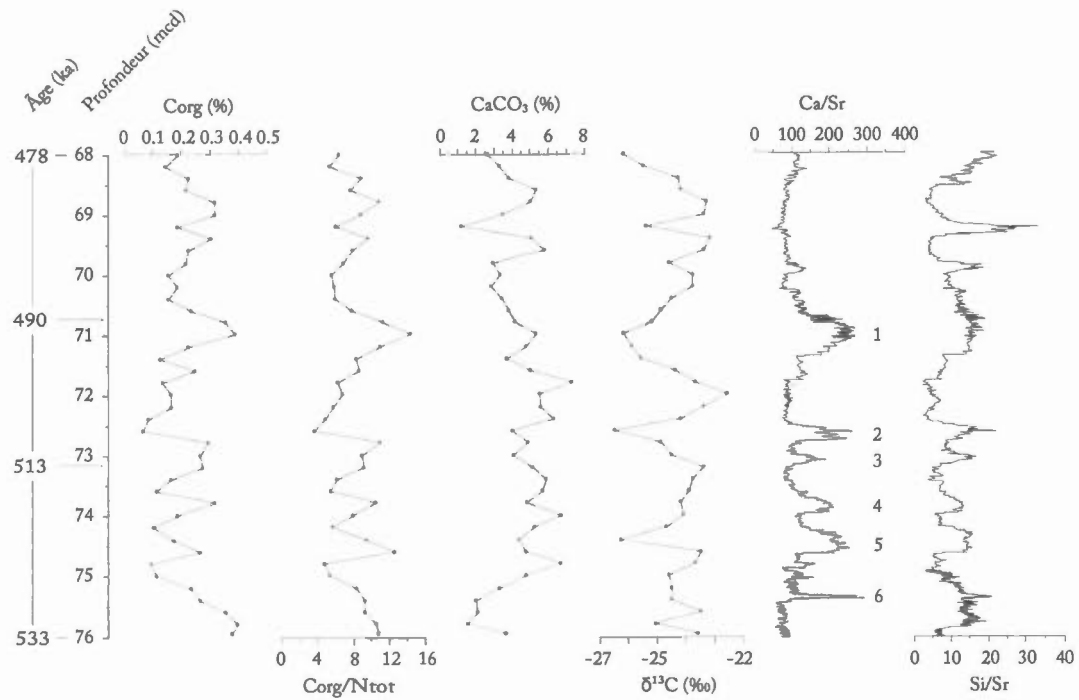 Âge (ka)
Profondeur (mcd)
Corg (%)
0 0.1 0.2 0.3 0.4 0.5
CaCO₃ (%)
0 2 4 6 8
Ca/Sr
0 100 200 300 400
478
68
69
70
490
71
1
72
2
73
3
513
74
4
5
75
6
533
76
0 4 8 12 16
Corg/Ntot
-27 -25 -22
δ¹³C (‰)
0 10 20 30 40
Si/Sr